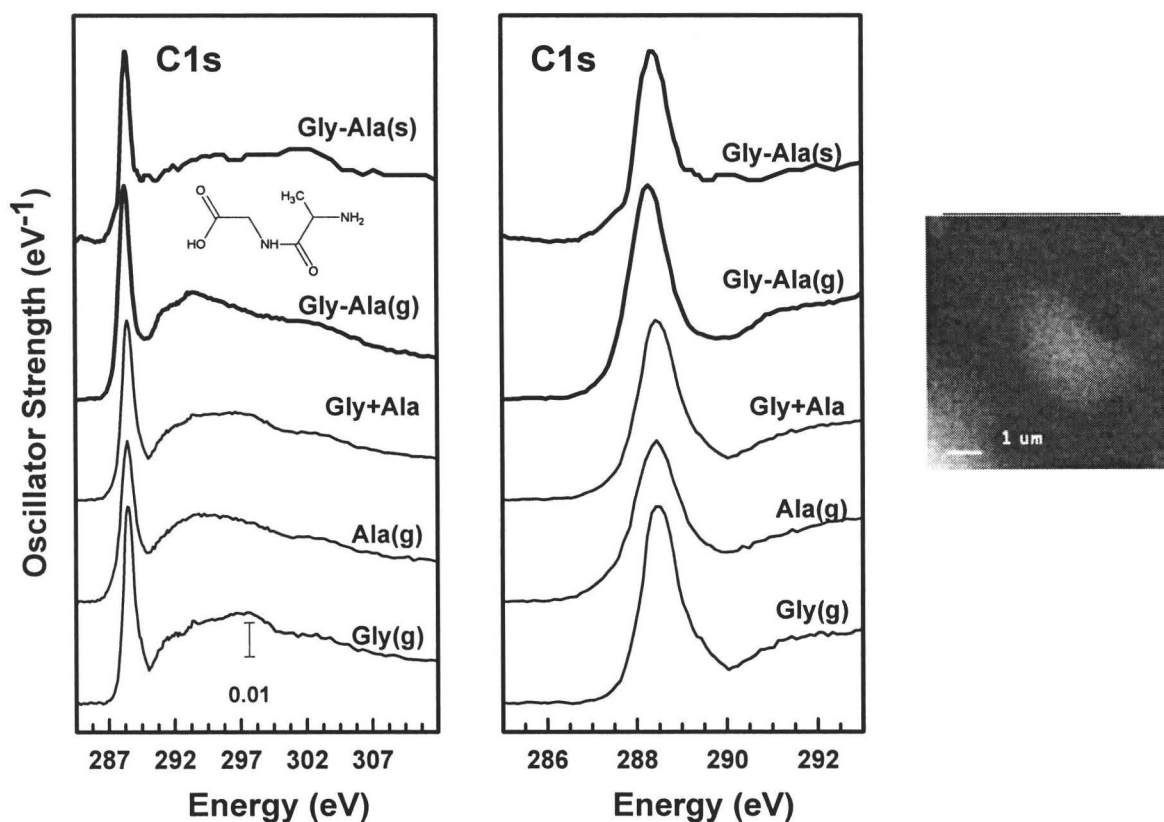 Oscillator Strength (eV⁻¹)
C1s
Gly-Ala(s)
O
HO
NH
O
H₃C
NH₂
Gly-Ala(g)
Gly+Ala
Ala(g)
Gly(g)
0.01
287 292 297 302 307
Energy (eV)
C1s
Gly-Ala(s)
Gly-Ala(g)
Gly+Ala
Ala(g)
Gly(g)
286 288 290 292
Energy (eV)
1 um